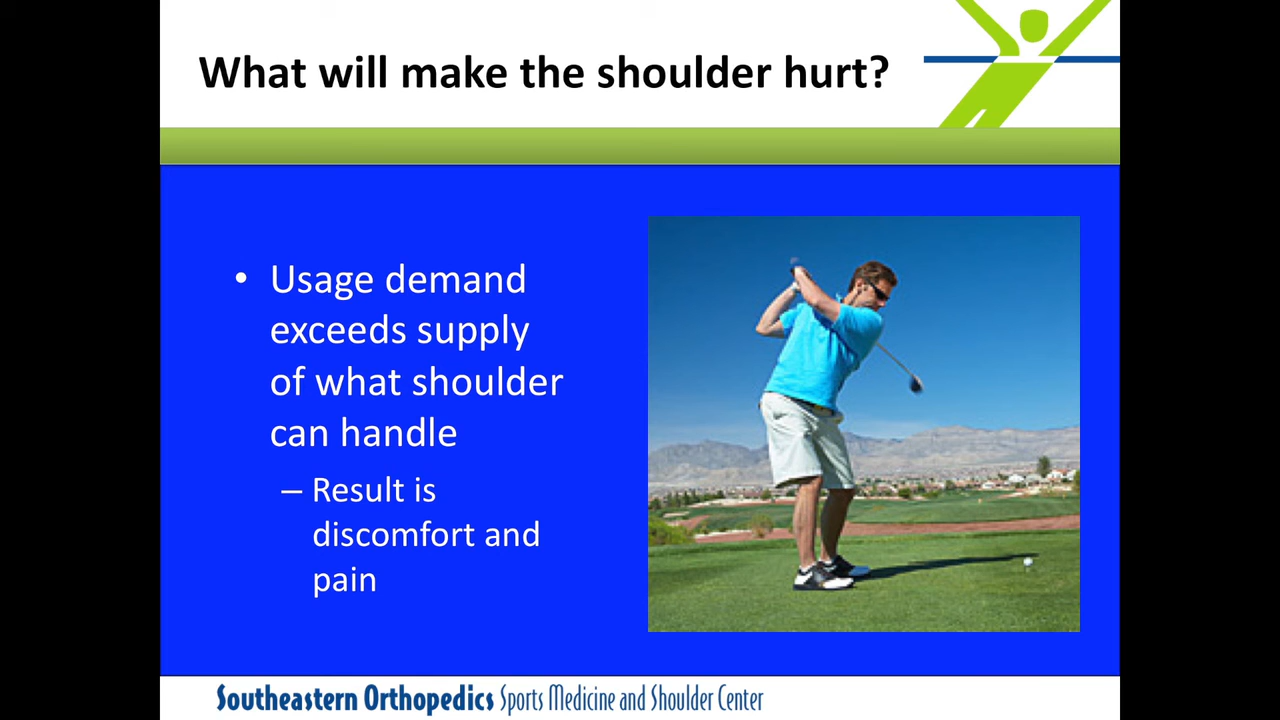 What will make the shoulder hurt?
• Usage demand
exceeds supply
of what shoulder
can handle
– Result is
discomfort and
pain
Southeastern Orthopedics Sports Medicine and Shoulder Center